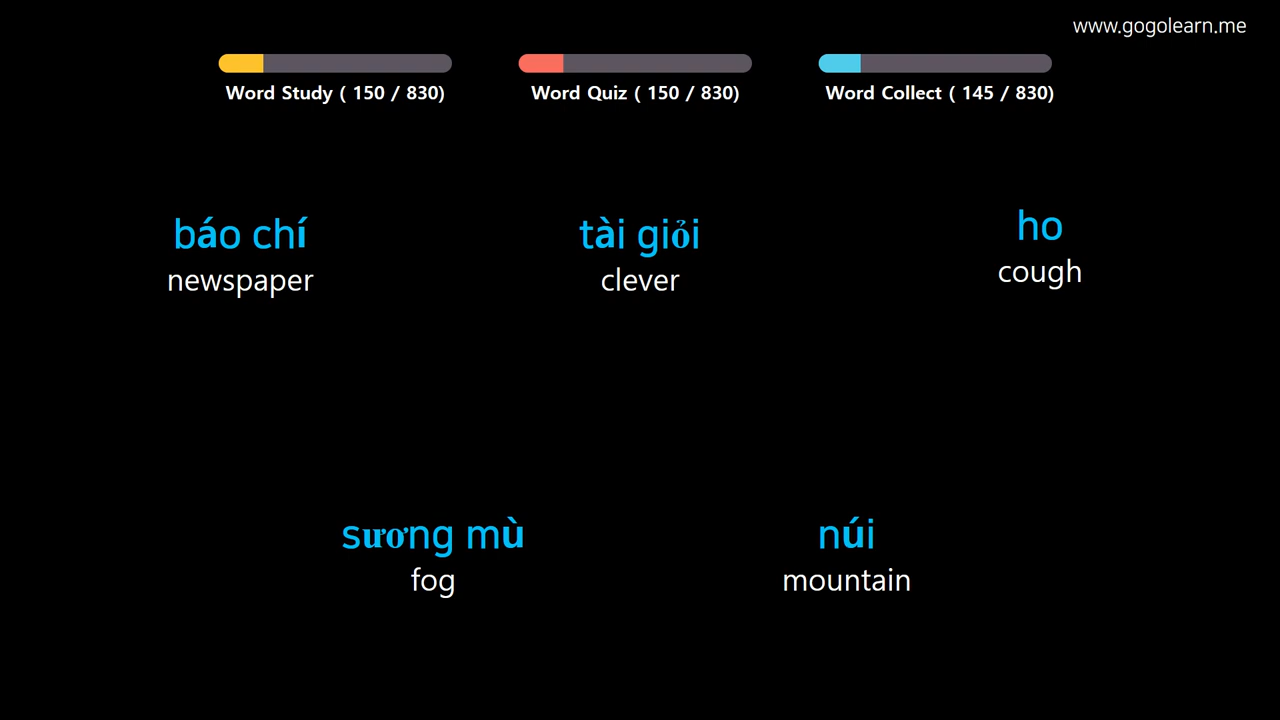 www.gogolearn.me
Word Study ( 150 / 830)
Word Quiz ( 150 / 830)
Word Collect ( 145 / 830)
báo chí
newspaper
tài giỏi
clever
ho
cough
sương mù
fog
núi
mountain